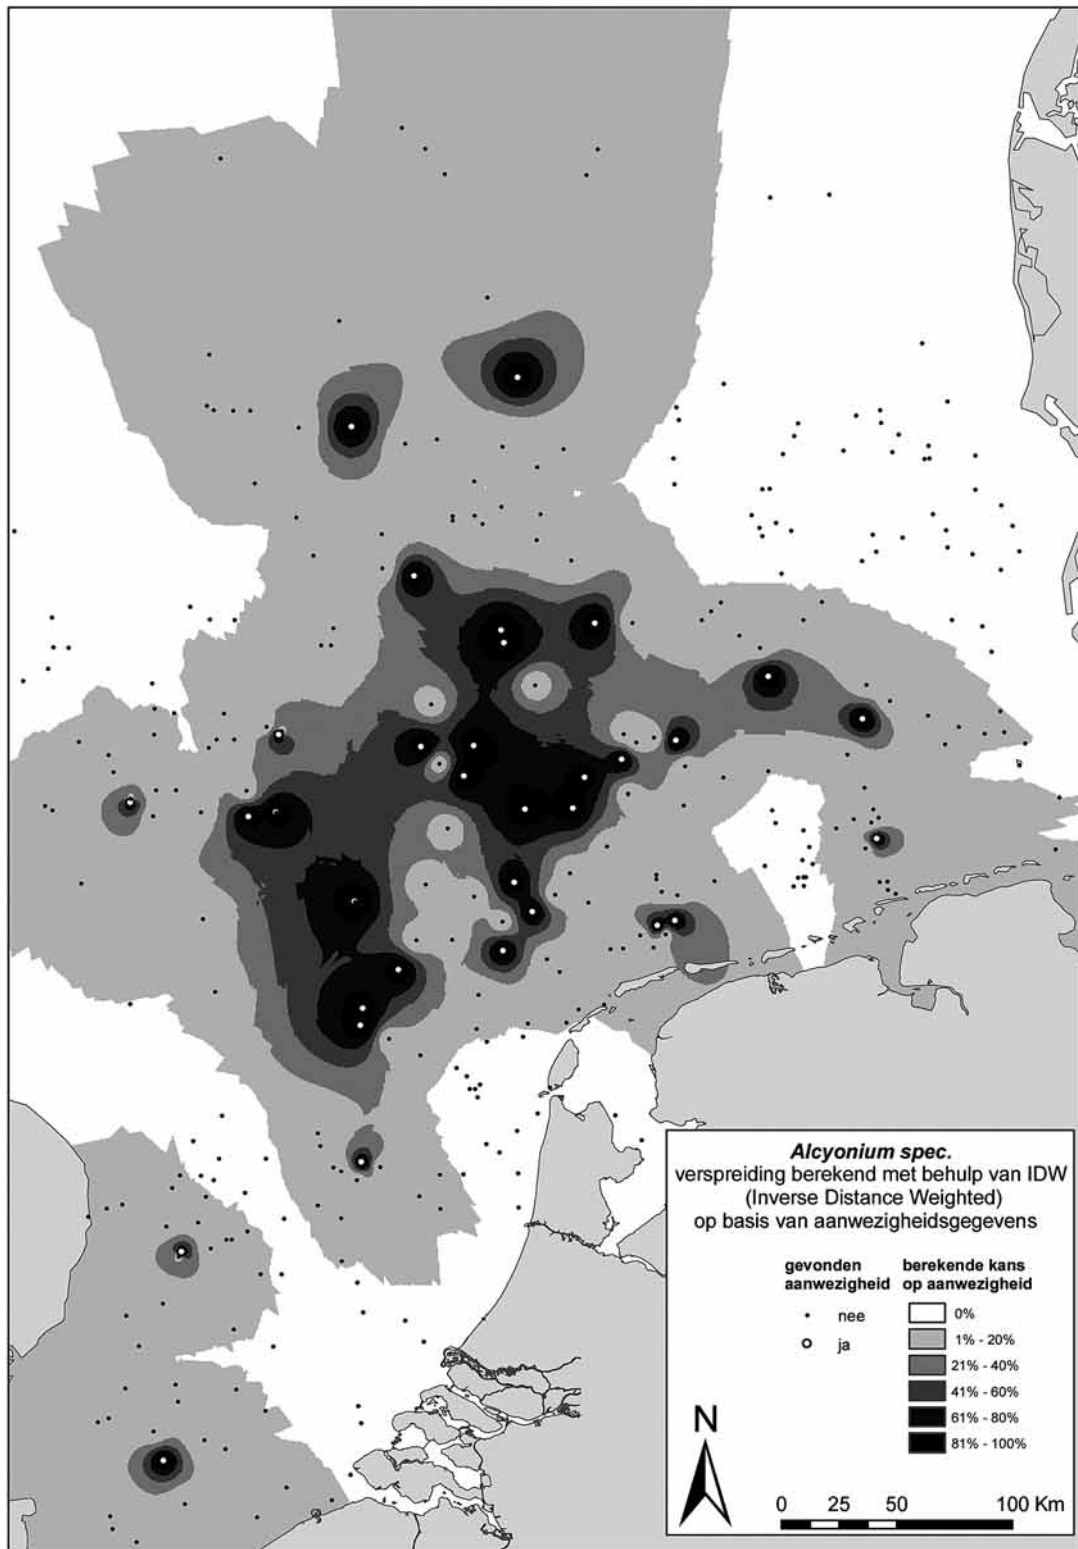 Alcyonium spec.
verspreiding berekend met behulp van IDW
(Inverse Distance Weighted)
op basis van aanwezigheidsgegevens
gevonden
aanwezigheid
nee
ja
berekende kans
op aanwezigheid
0%
1% - 20%
21% - 40%
41% - 60%
61% - 80%
81% - 100%
N
0 25 50 100 Km